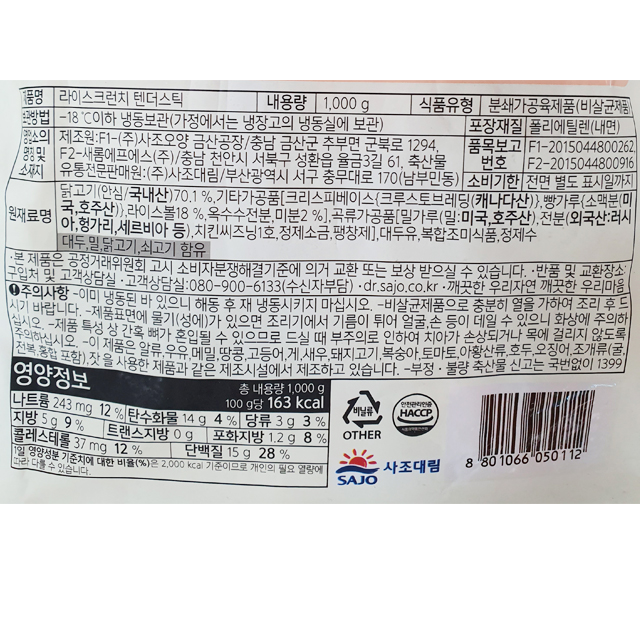 제품명 라이스크런치 텐더스틱 내용량 1,000 g 식품유형 분쇄가공육제품(비살균제품)
보관방법 -18 ℃이하 냉동보관(가정에서는 냉장고의 냉동실에 보관) 포장재질 폴리에틸렌(내면)
영업소의 명칭 및 소재지 제조원:F1-(주)사조오양 금산공장/충남 금산군 추부면 군북로 1294,
F2-새롬에프에스(주)/충남 천안시 서북구 성환읍 율금3길 61, 축산물
유통전문판매원:(주)사조대림/부산광역시 서구 충무대로 170(남부민동)
품목보고번호 F1-2015044800262,
F2-2015044800916
소비기한 전면 별도 표시일까지
원재료명 닭고기(안심/국내산)70.1 %, 기타가공품[크리스피베이스(크루스토브레딩(캐나다산)},빵가루{소맥분(미
국,호주산)},라이스볼18 %, 옥수수전분,미분2 %],곡류가공품[밀가루(밀:미국,호주산),전분(외국산:러시
아,헝가리,세르비아 등),치킨씨즈닝1호,정제소금,팽창제],대두유,복합조미식품,정제수
대두,밀,닭고기,쇠고기 함유
·본 제품은 공정거래위원회 고시 소비자분쟁해결기준에 의거 교환 또는 보상 받으실 수 있습니다. ·반품 및 교환장소:
구입처 및 고객상담실 ·고객상담실:080-900-6133(수신자부담) ·dr.sajo.co.kr ·깨끗한 우리자연 깨끗한 우리마음
주의사항 -이미 냉동된 바 있으니 해동 후 재 냉동시키지 마십시오. -비살균제품으로 충분히 열을 가하여 조리 후 드
시기 바랍니다. -제품표면에 물기(성에)가 있으면 조리기에서 기름이 튀어 얼굴,손 등이 데일 수 있으니 화상에 주의하
십시오. -제품 특성 상 간혹 뼈가 혼입될 수 있으므로 드실 때 부주의로 인하여 치아가 손상되거나 목에 걸리지 않도록
주의하십시오. -이 제품은 알류,우유,메밀,땅콩,고등어,게,새우,돼지고기,복숭아,토마토,아황산류,호두,오징어,조개류(굴,
전복,홍합 포함),잣을 사용한 제품과 같은 제조시설에서 제조하고 있습니다. -부정·불량 축산물 신고는 국번없이 1399
영양정보 총 내용량 1,000 g
100 g당 163 kcal
나트륨 243 mg 12 % 탄수화물 14 g 4 % 당류 3 g 3 %
지방 5 g 9 % 트랜스지방 0 g 포화지방 1.2 g 8 %
콜레스테롤 37 mg 12 % 단백질 15 g 28 %
1일 영양성분 기준치에 대한 비율(%)은 2,000 kcal 기준이므로 개인의 필요 열량에
따라 다를 수 있습니다.
비닐류
OTHER
안전관리인증
HACCP
사조대림
SAJO
8 801066 050112